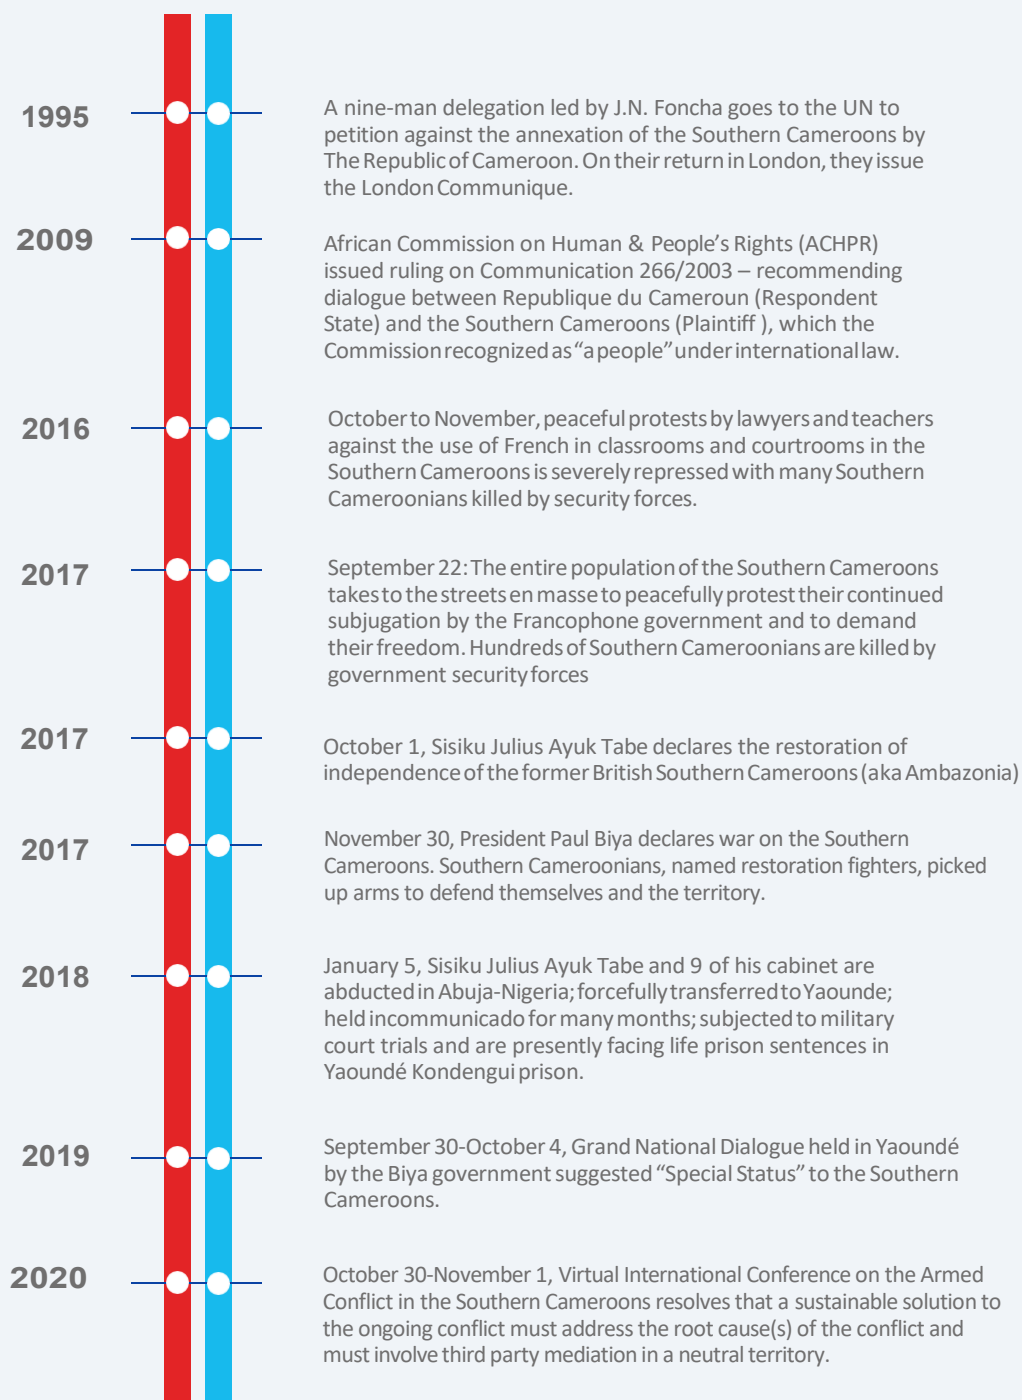 1995
A nine-man delegation led by J.N. Foncha goes to the UN to
petition against the annexation of the Southern Cameroons by
The Republic of Cameroon. On their return in London, they issue
the London Communique.
2009
African Commission on Human & People’s Rights (ACHPR)
issued ruling on Communication 266/2003 – recommending
dialogue between Republique du Cameroun (Respondent
State) and the Southern Cameroons (Plaintiff ), which the
Commission recognized as “a people” under international law.
2016
October to November, peaceful protests by lawyers and teachers
against the use of French in classrooms and courtrooms in the
Southern Cameroons is severely repressed with many Southern
Cameroonians killed by security forces.
2017
September 22: The entire population of the Southern Cameroons
takes to the streets en masse to peacefully protest their continued
subjugation by the Francophone government and to demand
their freedom. Hundreds of Southern Cameroonians are killed by
government security forces
2017
October 1, Sisiku Julius Ayuk Tabe declares the restoration of
independence of the former British Southern Cameroons (aka Ambazonia)
2017
November 30, President Paul Biya declares war on the Southern
Cameroons. Southern Cameroonians, named restoration fighters, picked
up arms to defend themselves and the territory.
2018
January 5, Sisiku Julius Ayuk Tabe and 9 of his cabinet are
abducted in Abuja-Nigeria; forcefully transferred to Yaounde;
held incommunicado for many months; subjected to military
court trials and are presently facing life prison sentences in
Yaoundé Kondengui prison.
2019
September 30-October 4, Grand National Dialogue held in Yaoundé
by the Biya government suggested “Special Status” to the Southern
Cameroons.
2020
October 30-November 1, Virtual International Conference on the Armed
Conflict in the Southern Cameroons resolves that a sustainable solution to
the ongoing conflict must address the root cause(s) of the conflict and
must involve third party mediation in a neutral territory.